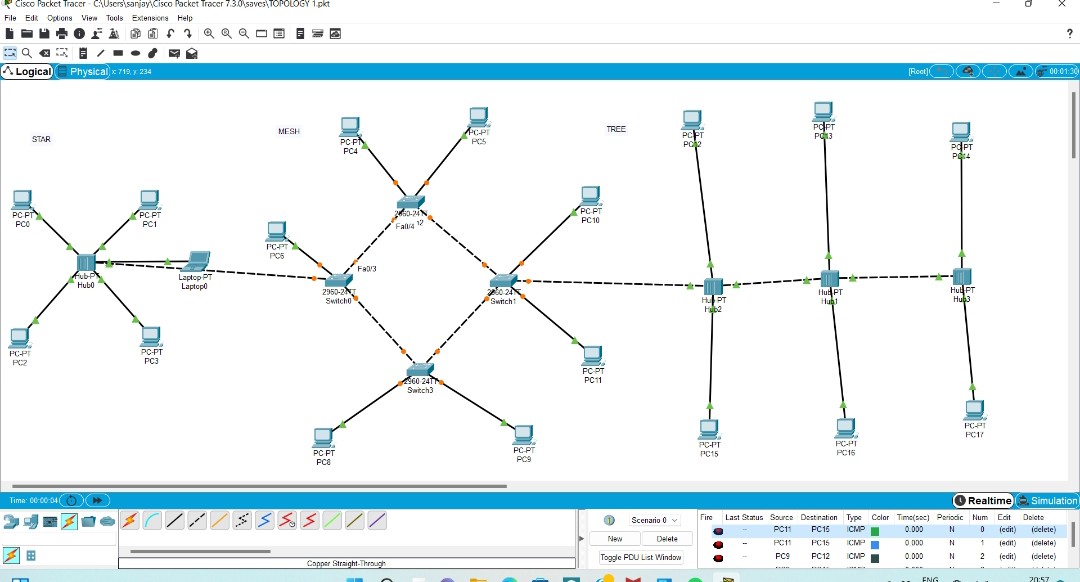 Cisco Packet Tracer - C:\Users\sanjay\Cisco Packet Tracer 7.3.0\saves\TOPOLOGY 1.pkt
File Edit Options View Tools Extensions Help
?
Logical Physical x: 719, y: 234 [Root] 00:01:30
STAR
MESH
TREE
PC-PT
PC0
PC-PT
PC1
Hub-PT
Hub0
Laptop-PT
Laptop0
PC-PT
PC2
PC-PT
PC3
PC-PT
PC4
PC-PT
PC5
PC-PT
PC6
2960-24TT
12
Fa0/4
Fa0/3
2960-24TT
Switch0
PC-PT
PC10
2960-24TT
Switch1
PC-PT
PC11
2960-24TT
Switch3
PC-PT
PC8
PC-PT
PC9
PC-PT
PC12
PC-PT
PC13
PC-PT
PC14
Hub-PT
Hub2
Hub-PT
Hub1
Hub-PT
Hub3
PC-PT
PC15
PC-PT
PC16
PC-PT
PC17
Time: 00:00:04 Realtime Simulation
Scenario 0
New Delete
Toggle PDU List Window
Copper Straight-Through
Fire Last Status Source Destination Type Color Time(sec) Periodic Num Edit Delete
-- PC11 PC15 ICMP 0.000 N 0 (edit) (delete)
-- PC11 PC15 ICMP 0.000 N 1 (edit) (delete)
-- PC9 PC12 ICMP 0.000 N 2 (edit) (delete)
ENG 20:57